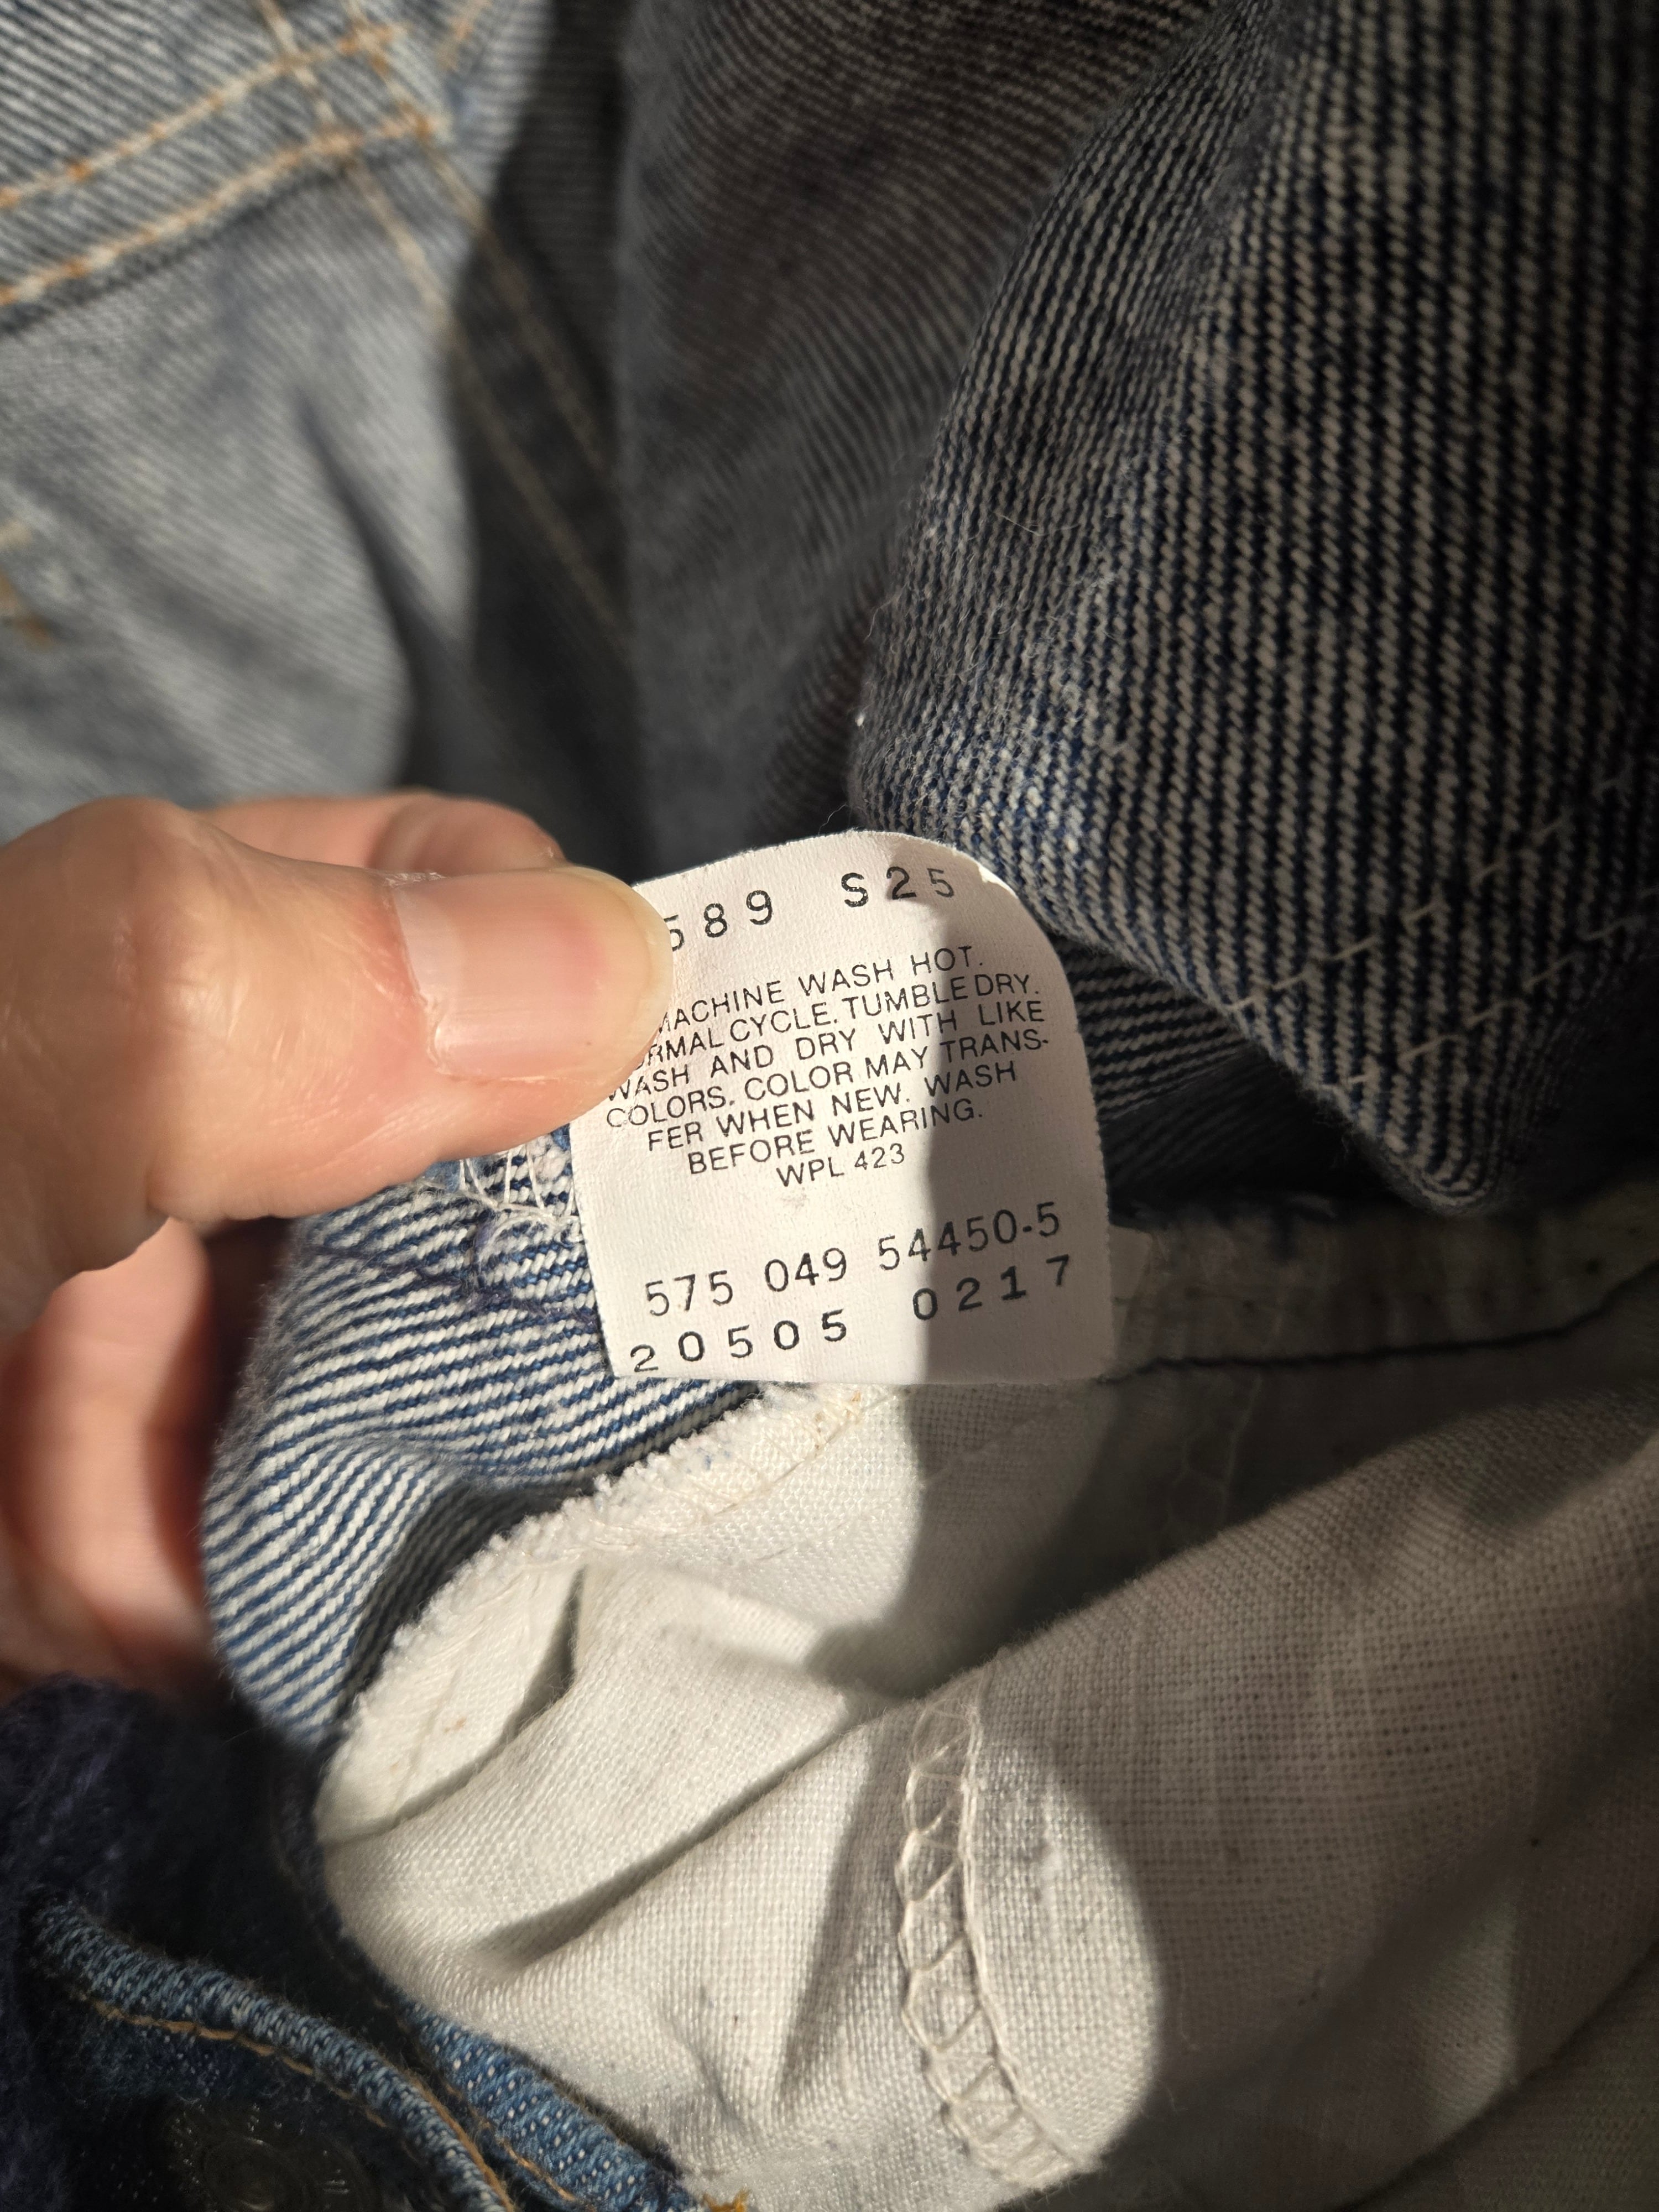 589 S25
MACHINE WASH HOT.
RMAL CYCLE. TUMBLE DRY.
WASH AND DRY WITH LIKE
COLORS. COLOR MAY TRANS-
FER WHEN NEW. WASH
BEFORE WEARING.
WPL 423
575 049 54450-5
20505 0217